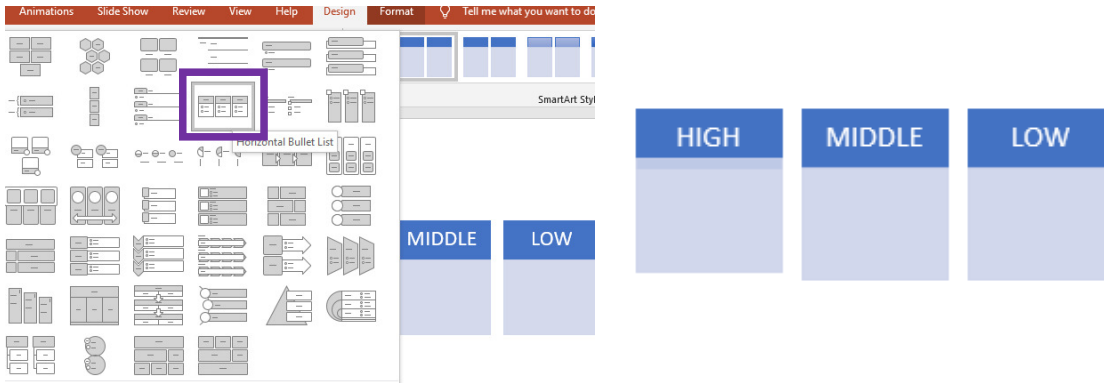 Animations Slide Show Review View Help Design Format Tell me what you want to do
SmartArt Styl
Horizontal Bullet List
MIDDLE LOW
HIGH MIDDLE LOW